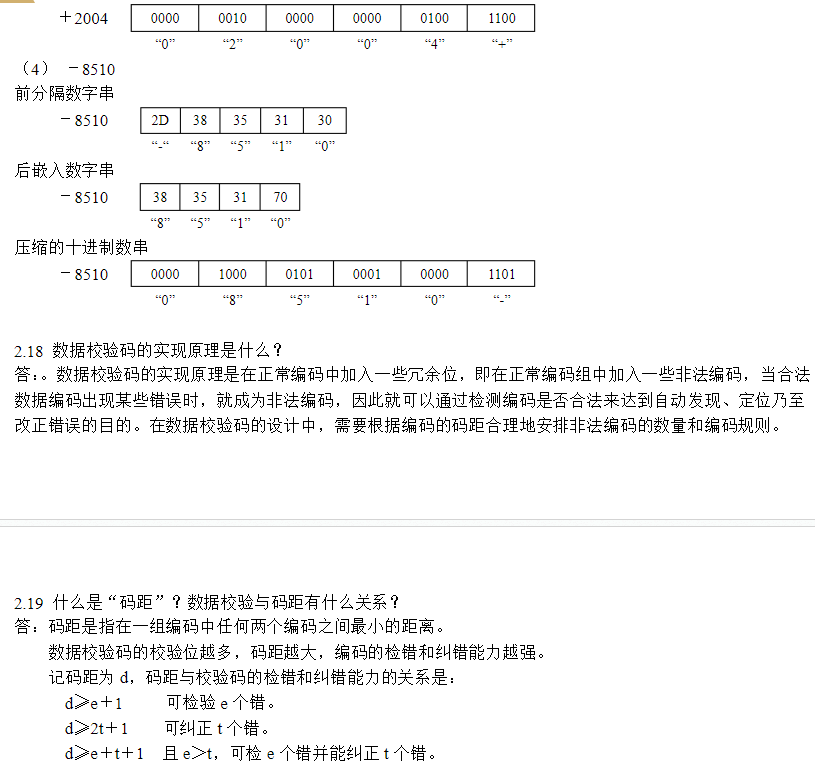 ＋2004 0000 0010 0000 0000 0100 1100
“0” “2” “0” “0” “4” “+”
（4） －8510
前分隔数字串
－8510 2D 38 35 31 30
“-“ “8” “5” “1” “0”
后嵌入数字串
－8510 38 35 31 70
“8” “5” “1” “0”
压缩的十进制数串
－8510 0000 1000 0101 0001 0000 1101
“0” “8” “5” “1” “0” “-”
2.18 数据校验码的实现原理是什么？
答：。数据校验码的实现原理是在正常编码中加入一些冗余位，即在正常编码组中加入一些非法编码，当合法
数据编码出现某些错误时，就成为非法编码，因此就可以通过检测编码是否合法来达到自动发现、定位乃至
改正错误的目的。在数据校验码的设计中，需要根据编码的码距合理地安排非法编码的数量和编码规则。
2.19 什么是“码距”？数据校验与码距有什么关系？
答：码距是指在一组编码中任何两个编码之间最小的距离。
数据校验码的校验位越多，码距越大，编码的检错和纠错能力越强。
记码距为 d，码距与校验码的检错和纠错能力的关系是：
d≥e＋1 可检验 e 个错。
d≥2t＋1 可纠正 t 个错。
d≥e＋t＋1 且 e＞t，可检 e 个错并能纠正 t 个错。